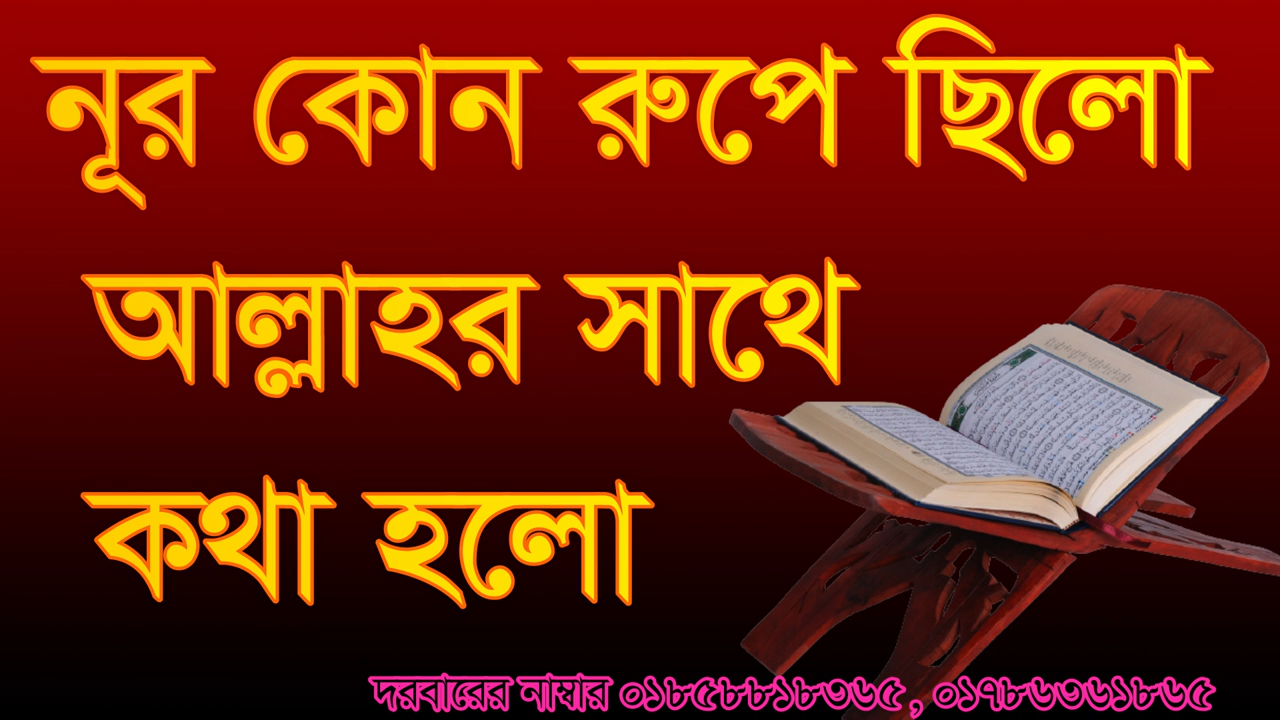 নূর কোন রুপে ছিলো
আল্লাহর সাথে
কথা হলো
দরবারের নাম্বার ০১৮৫৮৮১৮৩৬৫ , ০১৭৮৬৩৬১৮৬৫